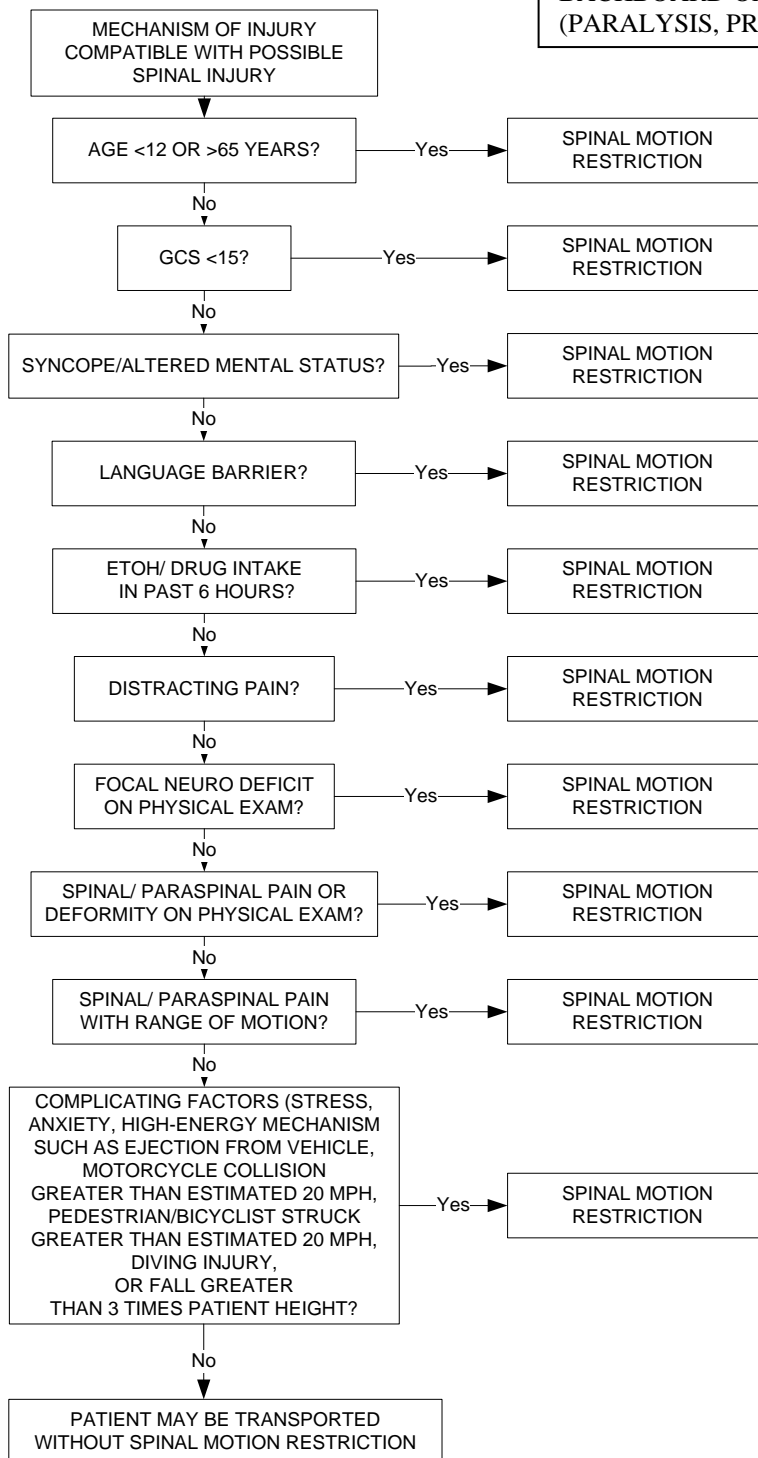 (PARALYSIS, PR
MECHANISM OF INJURY
COMPATIBLE WITH POSSIBLE
SPINAL INJURY
AGE <12 OR >65 YEARS?
Yes
SPINAL MOTION
RESTRICTION
No
GCS <15?
Yes
SPINAL MOTION
RESTRICTION
No
SYNCOPE/ALTERED MENTAL STATUS?
Yes
SPINAL MOTION
RESTRICTION
No
LANGUAGE BARRIER?
Yes
SPINAL MOTION
RESTRICTION
No
ETOH/ DRUG INTAKE
IN PAST 6 HOURS?
Yes
SPINAL MOTION
RESTRICTION
No
DISTRACTING PAIN?
Yes
SPINAL MOTION
RESTRICTION
No
FOCAL NEURO DEFICIT
ON PHYSICAL EXAM?
Yes
SPINAL MOTION
RESTRICTION
No
SPINAL/ PARASPINAL PAIN OR
DEFORMITY ON PHYSICAL EXAM?
Yes
SPINAL MOTION
RESTRICTION
No
SPINAL/ PARASPINAL PAIN
WITH RANGE OF MOTION?
Yes
SPINAL MOTION
RESTRICTION
No
COMPLICATING FACTORS (STRESS,
ANXIETY, HIGH-ENERGY MECHANISM
SUCH AS EJECTION FROM VEHICLE,
MOTORCYCLE COLLISION
GREATER THAN ESTIMATED 20 MPH,
PEDESTRIAN/BICYCLIST STRUCK
GREATER THAN ESTIMATED 20 MPH,
DIVING INJURY,
OR FALL GREATER
THAN 3 TIMES PATIENT HEIGHT?
Yes
SPINAL MOTION
RESTRICTION
No
PATIENT MAY BE TRANSPORTED
WITHOUT SPINAL MOTION RESTRICTION